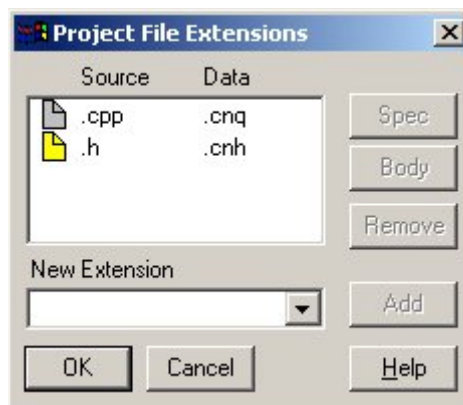 Project File Extensions
Source Data
.cpp .cnq
.h .cnh
Spec
Body
Remove
New Extension
Add
OK Cancel Help